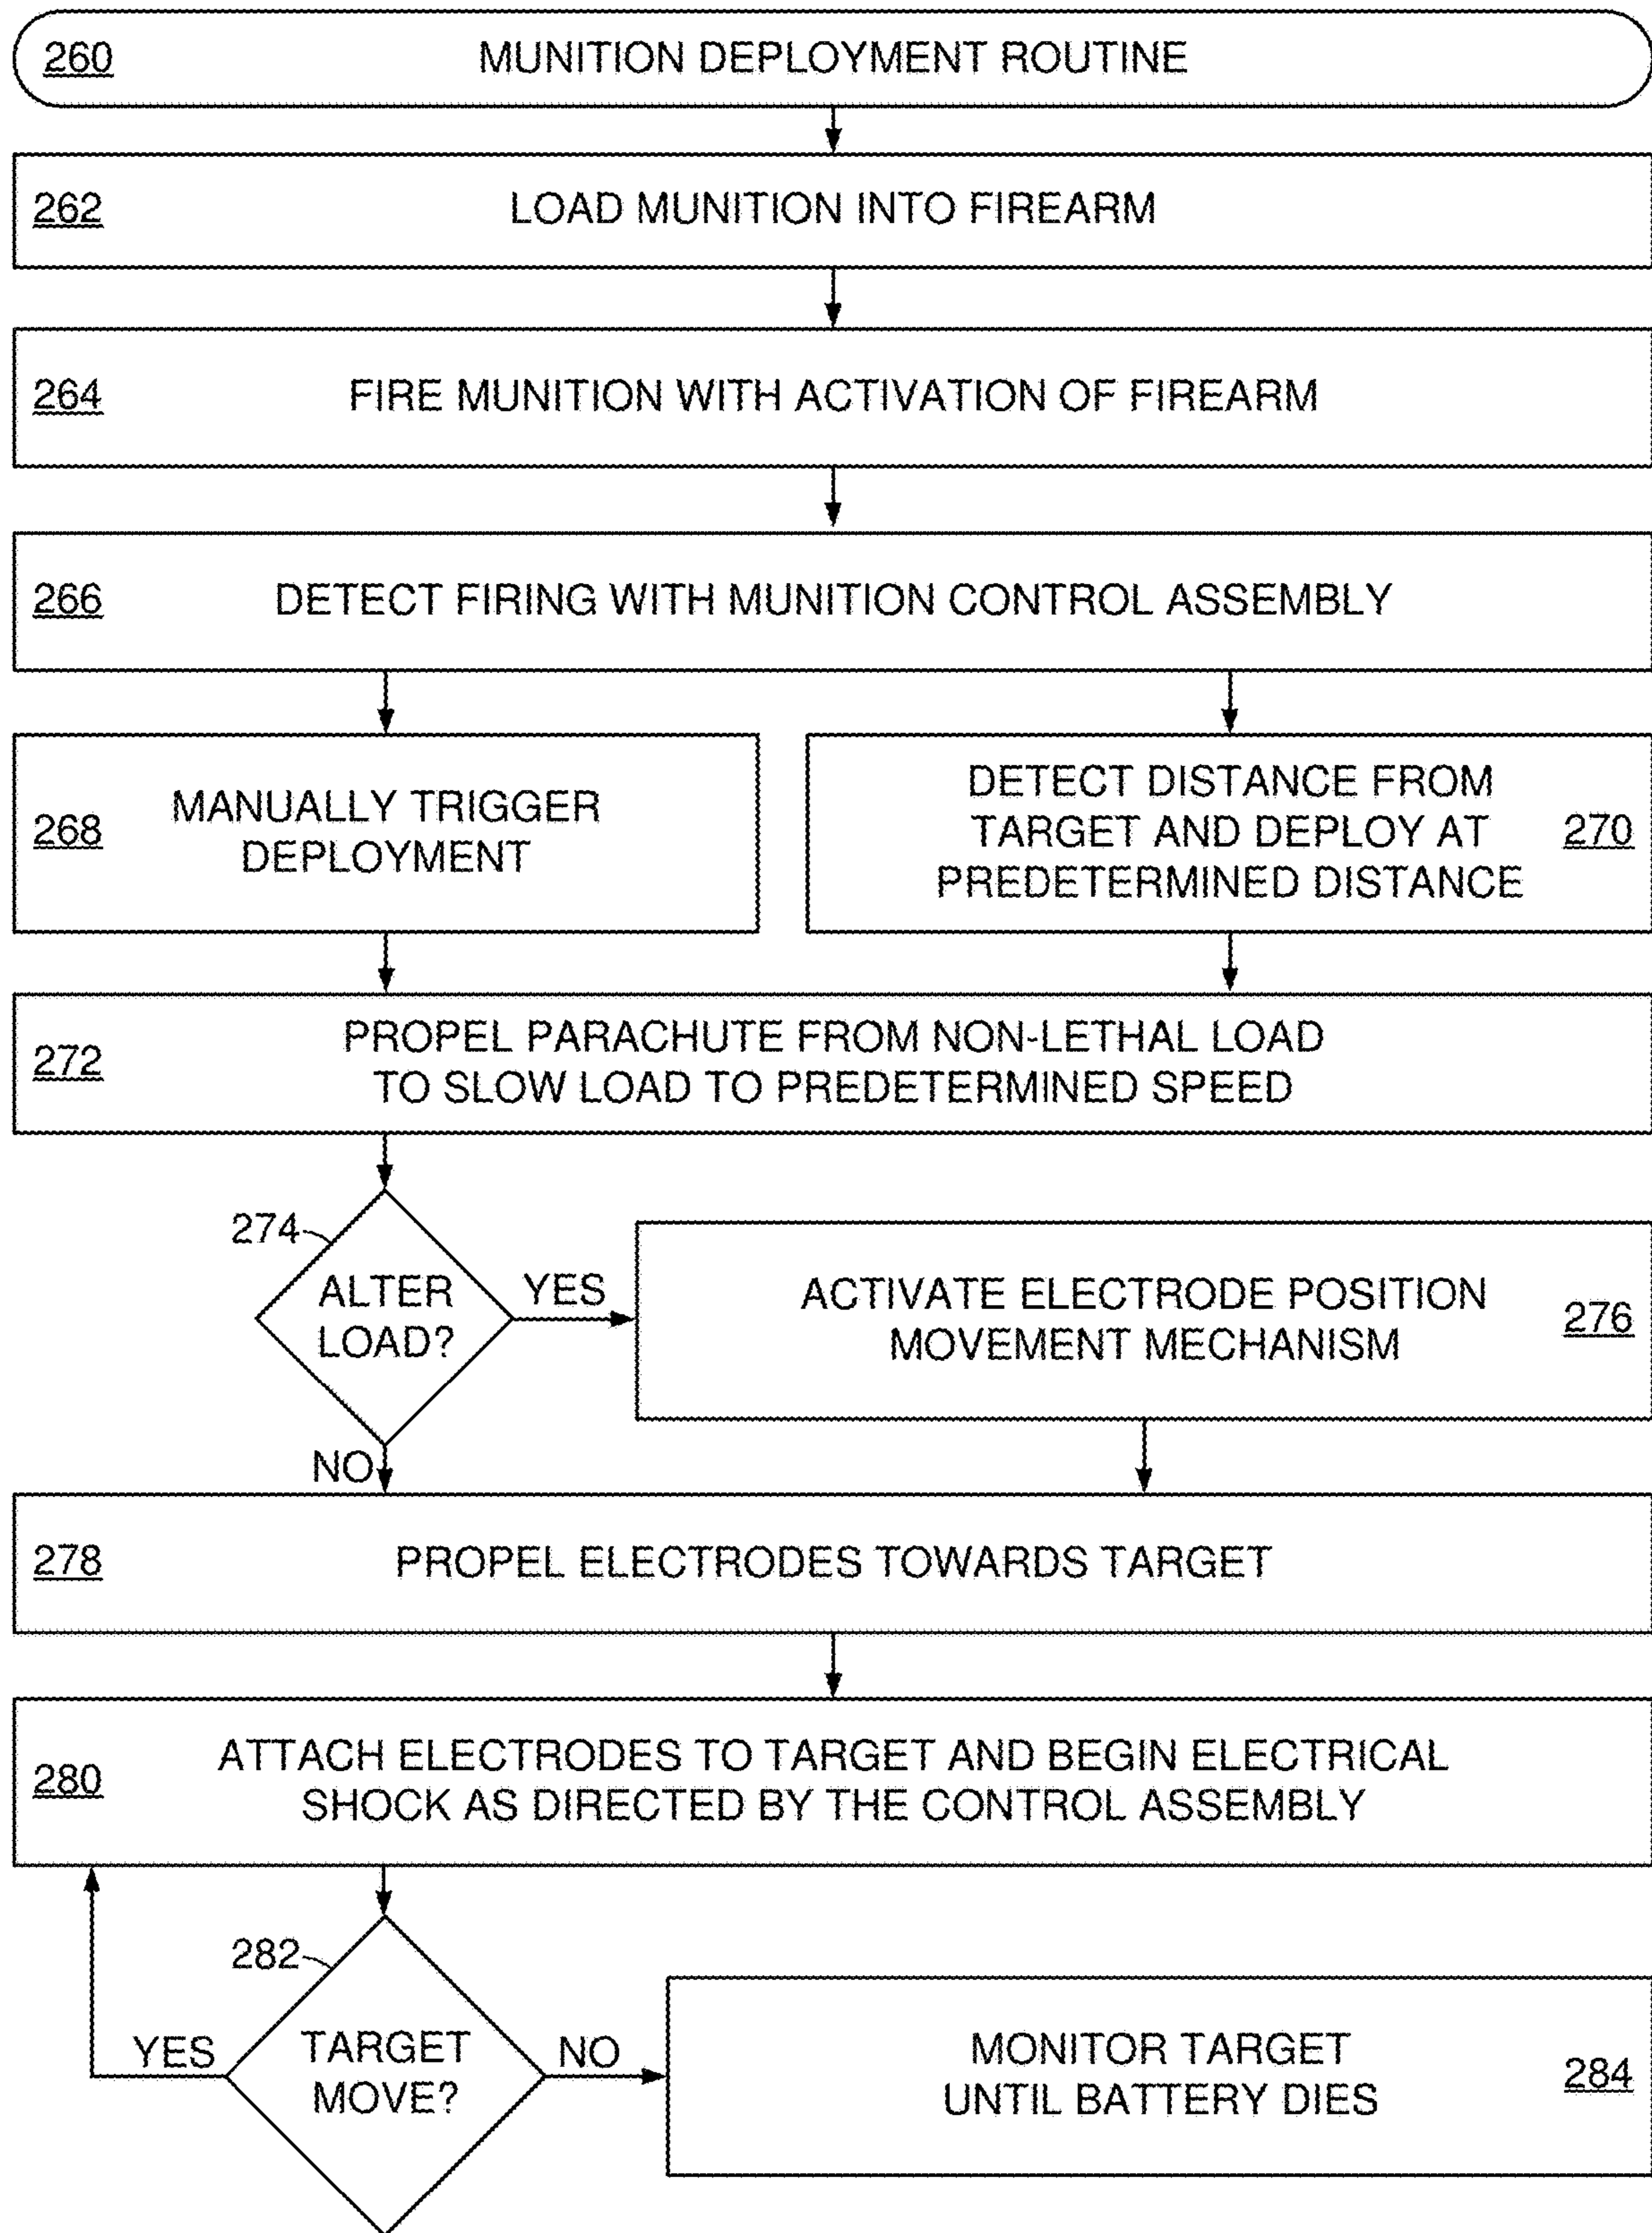 260 MUNITION DEPLOYMENT ROUTINE
262 LOAD MUNITION INTO FIREARM
264 FIRE MUNITION WITH ACTIVATION OF FIREARM
266 DETECT FIRING WITH MUNITION CONTROL ASSEMBLY
268
MANUALLY TRIGGER
DEPLOYMENT
DETECT DISTANCE FROM
TARGET AND DEPLOY AT
PREDETERMINED DISTANCE
270
272
PROPEL PARACHUTE FROM NON-LETHAL LOAD
TO SLOW LOAD TO PREDETERMINED SPEED
274
ALTER
LOAD?
YES
NO
ACTIVATE ELECTRODE POSITION
MOVEMENT MECHANISM
276
278 PROPEL ELECTRODES TOWARDS TARGET
280
ATTACH ELECTRODES TO TARGET AND BEGIN ELECTRICAL
SHOCK AS DIRECTED BY THE CONTROL ASSEMBLY
282
YES
TARGET
MOVE?
NO
MONITOR TARGET
UNTIL BATTERY DIES
284